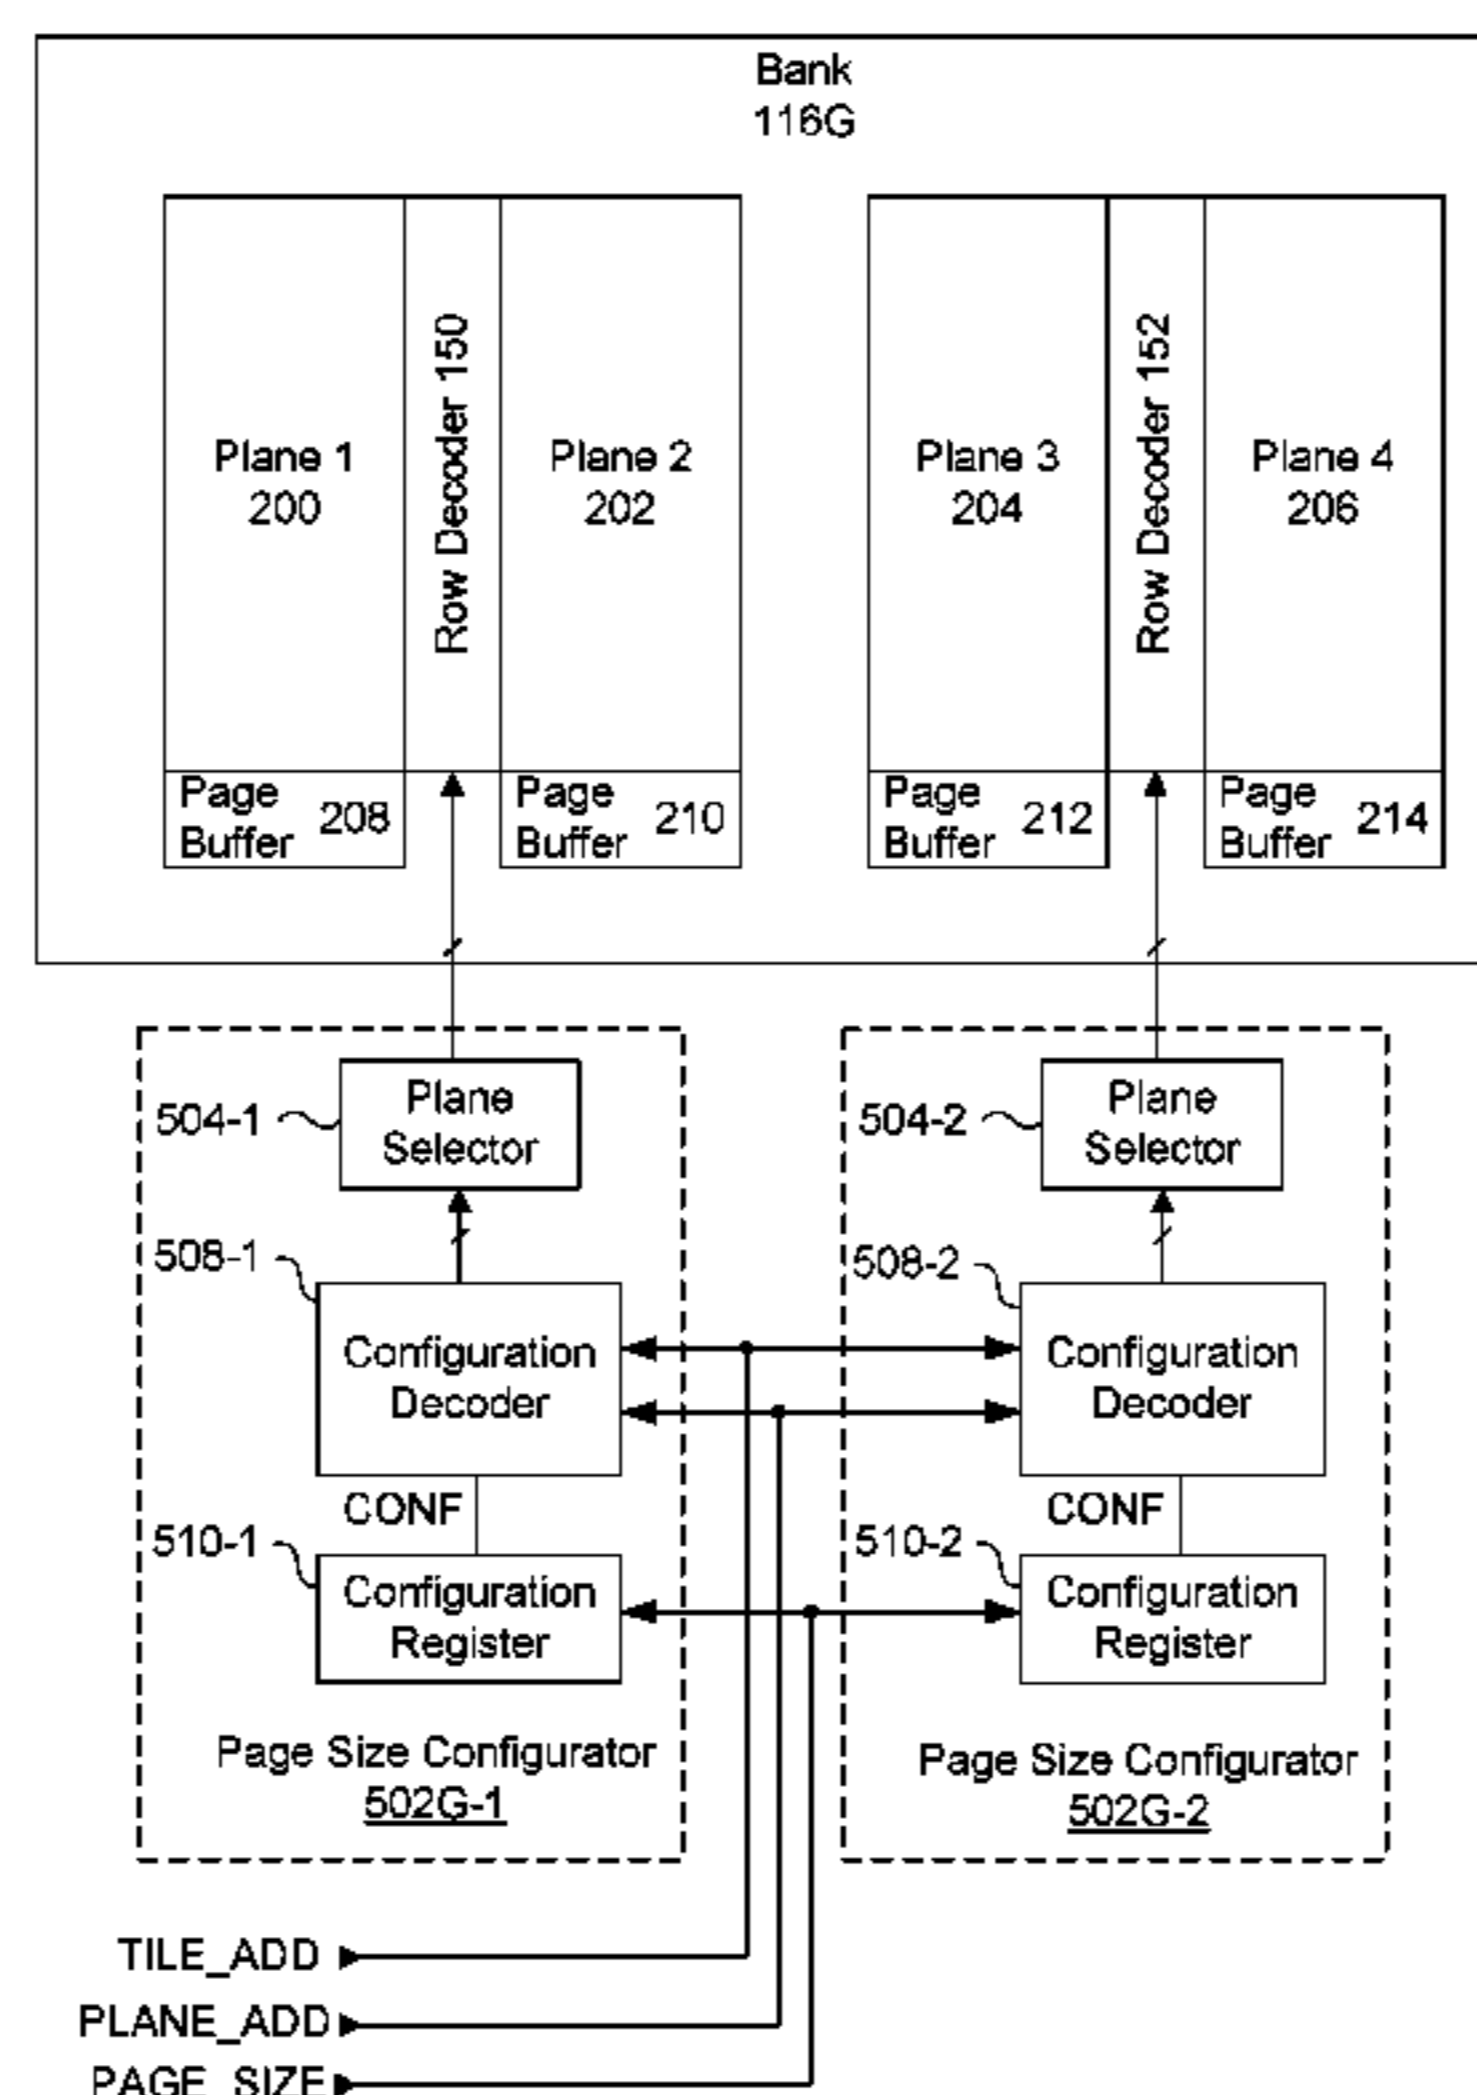 Bank
116G
Plane 1
200
Row Decoder 150
Plane 2
202
Plane 3
204
Row Decoder 152
Plane 4
206
Page
Buffer 208
Page
Buffer 210
Page
Buffer 212
Page
Buffer 214
504-1
Plane
Selector
504-2
Plane
Selector
508-1
Configuration
Decoder
508-2
Configuration
Decoder
CONF
CONF
510-1
Configuration
Register
510-2
Configuration
Register
Page Size Configurator
502G-1
Page Size Configurator
502G-2
TILE_ADD
PLANE_ADD
PAGE_SIZE